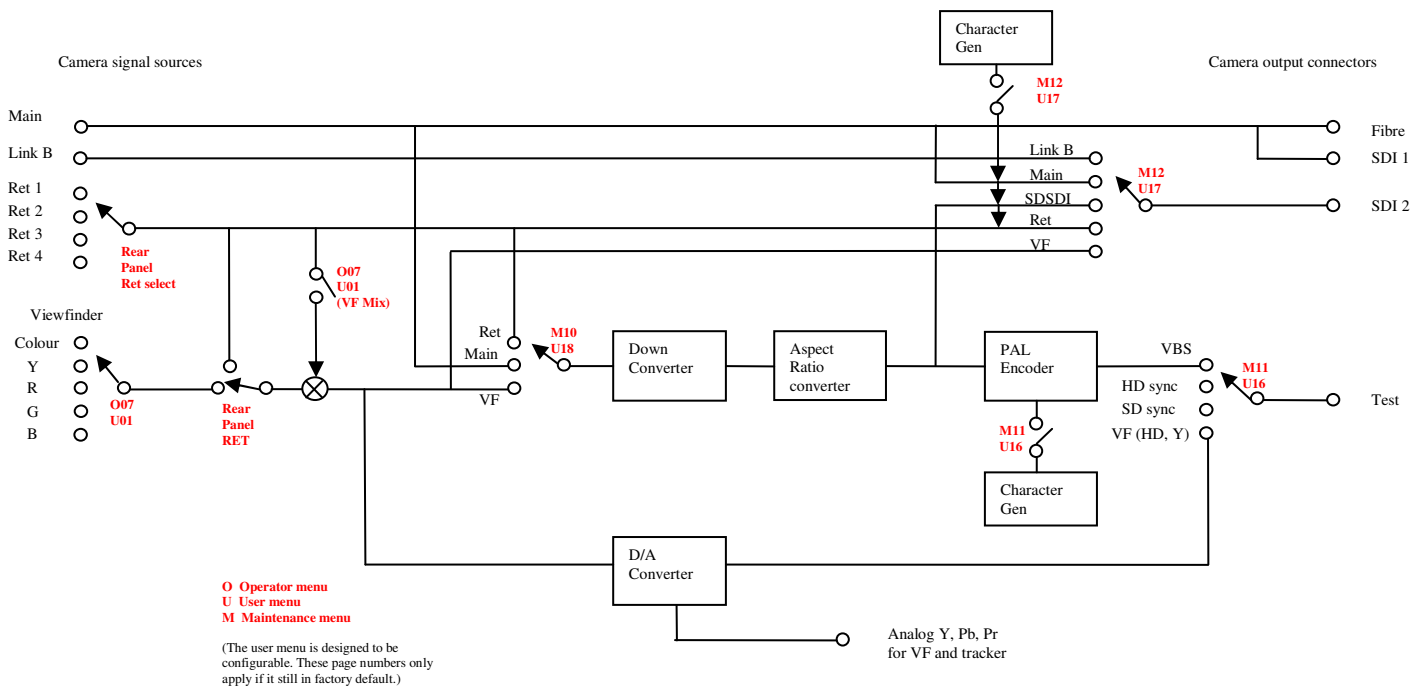 Character
Gen
Camera signal sources
Camera output connectors
M12
U17
Main
Fibre
Link B
Link B
SDI 1
Main
M12
U17
Ret 1
Ret 2
Ret 3
Ret 4
SDSDI
SDI 2
Ret
VF
Rear
Panel
Ret select
O07
U01
(VF Mix)
Viewfinder
Colour
Y
R
G
B
O07
U01
Rear
Panel
RET
Ret
Main
VF
M10
U18
Down
Converter
Aspect
Ratio
converter
PAL
Encoder
VBS
HD sync
SD sync
VF (HD, Y)
M11
U16
Test
M11
U16
Character
Gen
D/A
Converter
O Operator menu
U User menu
M Maintenance menu
(The user menu is designed to be
configurable. These page numbers only
apply if it still in factory default.)
Analog Y, Pb, Pr
for VF and tracker